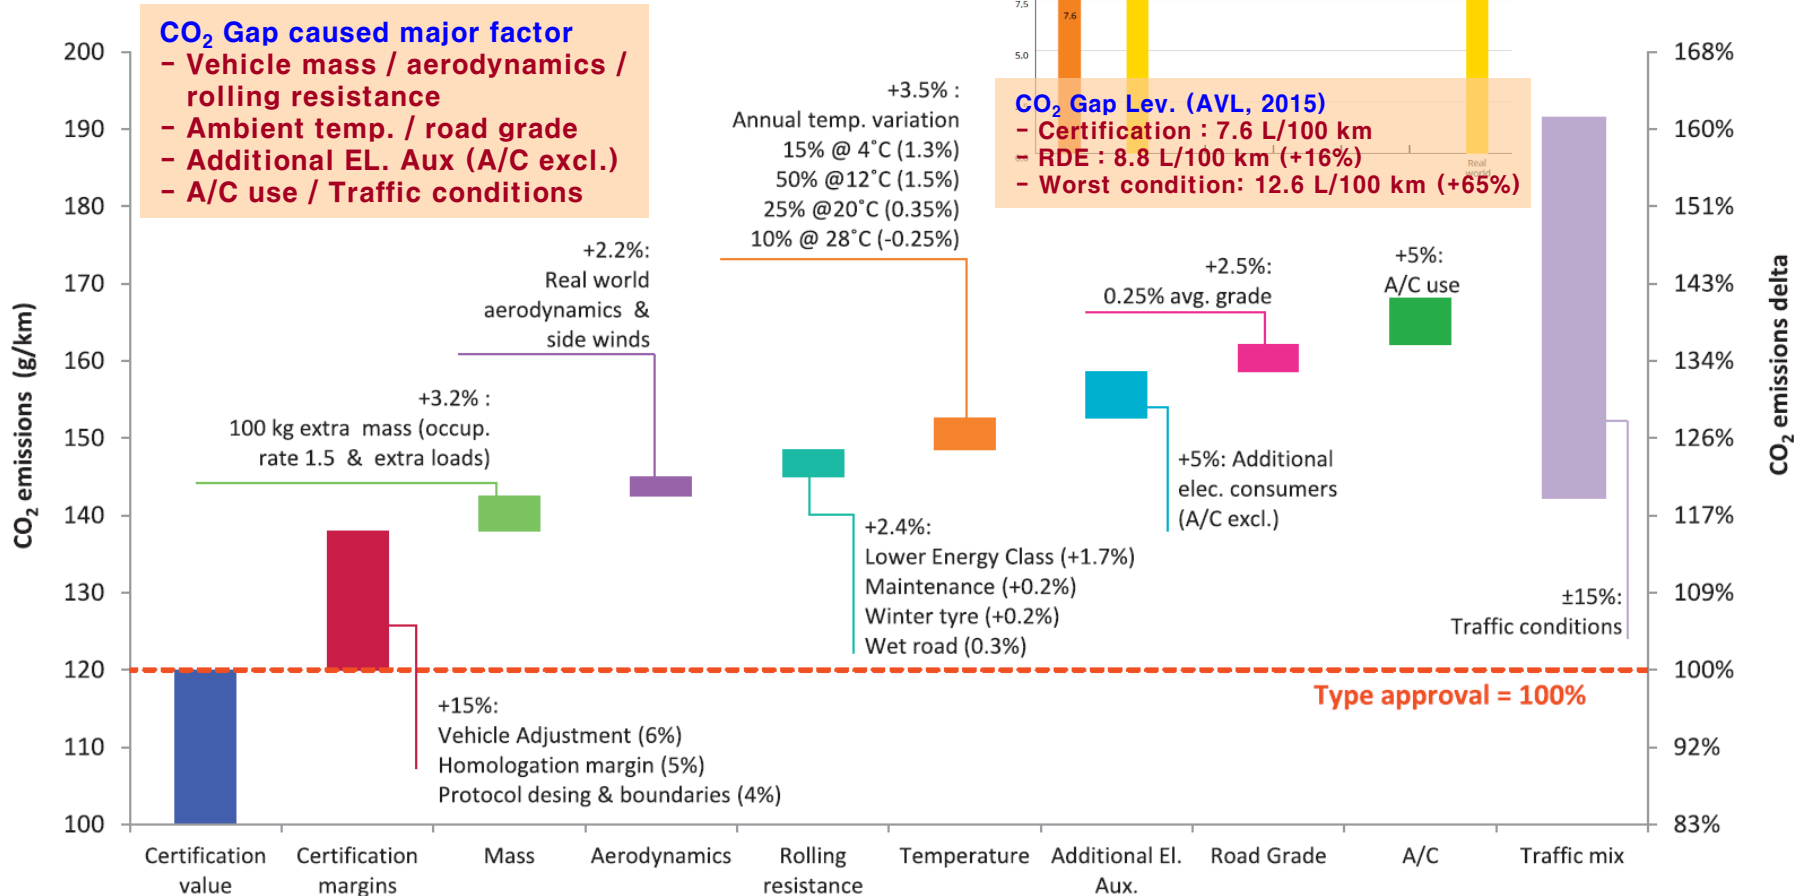 CO2 Gap caused major factor
– Vehicle mass / aerodynamics /
rolling resistance
– Ambient temp. / road grade
– Additional EL. Aux (A/C excl.)
– A/C use / Traffic conditions
7.5
7.6
5.0
CO2 Gap Lev. (AVL, 2015)
– Certification : 7.6 L/100 km
– RDE : 8.8 L/100 km (+16%)
– Worst condition: 12.6 L/100 km (+65%)
Real
world
CO2 emissions (g/km)
200
190
180
170
160
150
140
130
120
110
100
168%
160%
151%
143%
134%
126%
117%
109%
100%
92%
83%
CO2 emissions delta
+3.2% :
100 kg extra mass (occup.
rate 1.5 & extra loads)
+2.2%:
Real world
aerodynamics &
side winds
+3.5% :
Annual temp. variation
15% @ 4˚C (1.3%)
50% @12˚C (1.5%)
25% @20˚C (0.35%)
10% @ 28˚C (-0.25%)
+2.5%:
0.25% avg. grade
+5%:
A/C use
+5%: Additional
elec. consumers
(A/C excl.)
+2.4%:
Lower Energy Class (+1.7%)
Maintenance (+0.2%)
Winter tyre (+0.2%)
Wet road (0.3%)
±15%:
Traffic conditions
Type approval = 100%
+15%:
Vehicle Adjustment (6%)
Homologation margin (5%)
Protocol desing & boundaries (4%)
Certification
value
Certification
margins
Mass
Aerodynamics
Rolling
resistance
Temperature
Additional El.
Aux.
Road Grade
A/C
Traffic mix